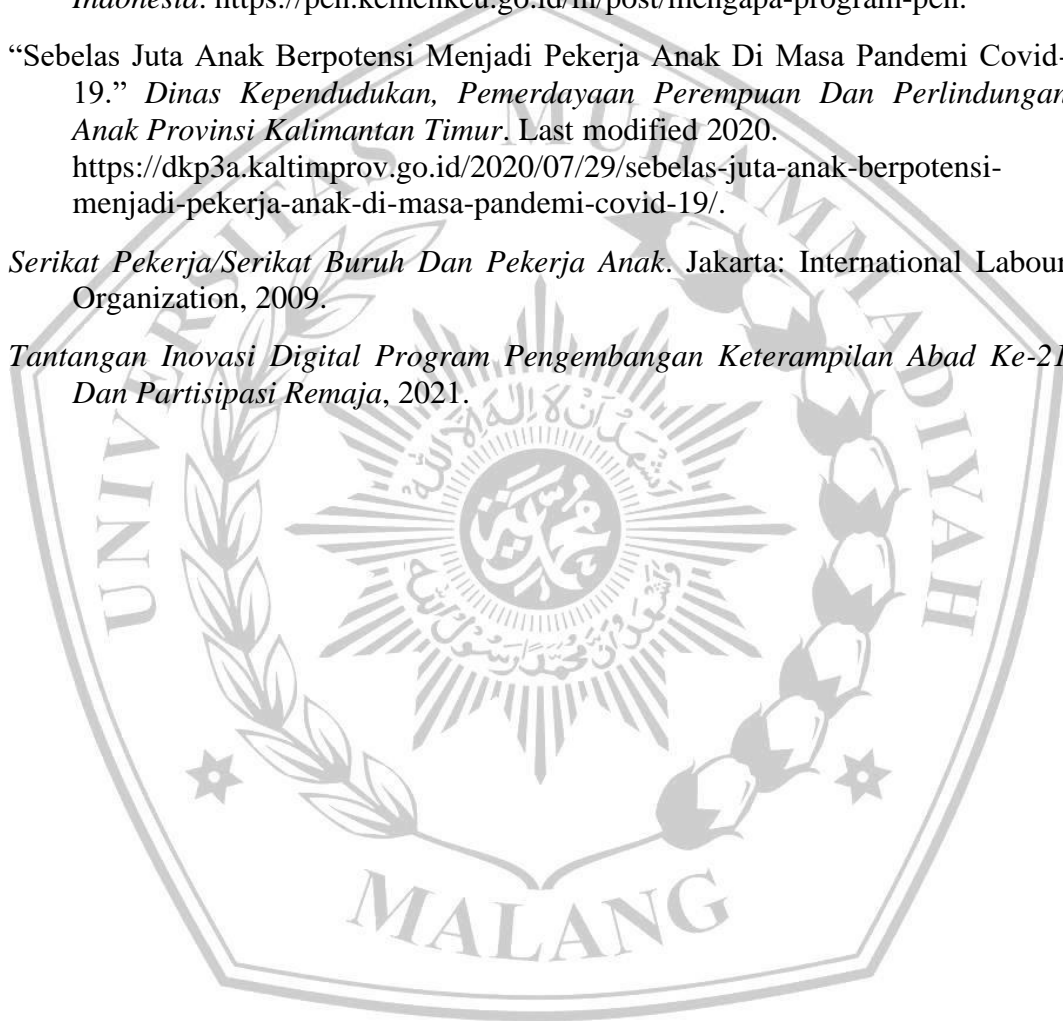 Indonesia. https://pen.kemenkeu.go.id/in/post/mengapa-program-pen.
“Sebelas Juta Anak Berpotensi Menjadi Pekerja Anak Di Masa Pandemi Covid-
19.” Dinas Kependudukan, Pemerdayaan Perempuan Dan Perlindungan
Anak Provinsi Kalimantan Timur. Last modified 2020.
https://dkp3a.kaltimprov.go.id/2020/07/29/sebelas-juta-anak-berpotensi-
menjadi-pekerja-anak-di-masa-pandemi-covid-19/.
Serikat Pekerja/Serikat Buruh Dan Pekerja Anak. Jakarta: International Labour
Organization, 2009.
Tantangan Inovasi Digital Program Pengembangan Keterampilan Abad Ke-21
Dan Partisipasi Remaja, 2021.
UNIVERSITAS MUHAMMADIYAH
MALANG